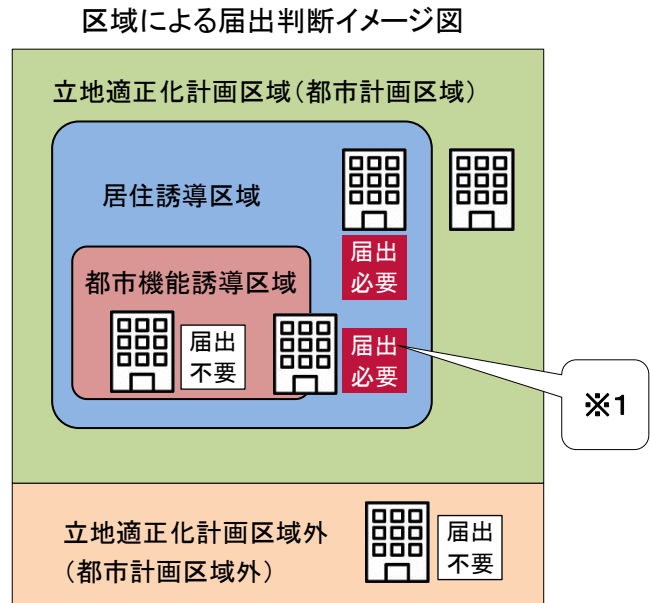 区域による届出判断イメージ図
立地適正化計画区域(都市計画区域)
居住誘導区域
届出
必要
都市機能誘導区域
届出
不要
届出
必要
※1
立地適正化計画区域外
(都市計画区域外)
届出
不要